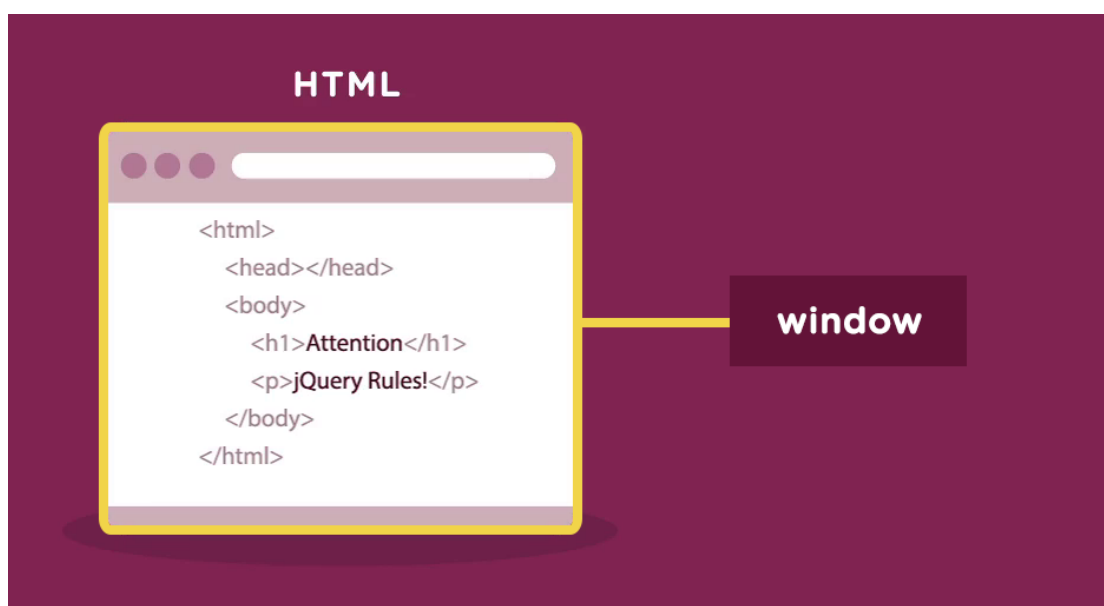 HTML
<html>
<head></head>
<body>
<h1>Attention</h1>
<p>jQuery Rules!</p>
</body>
</html>
window